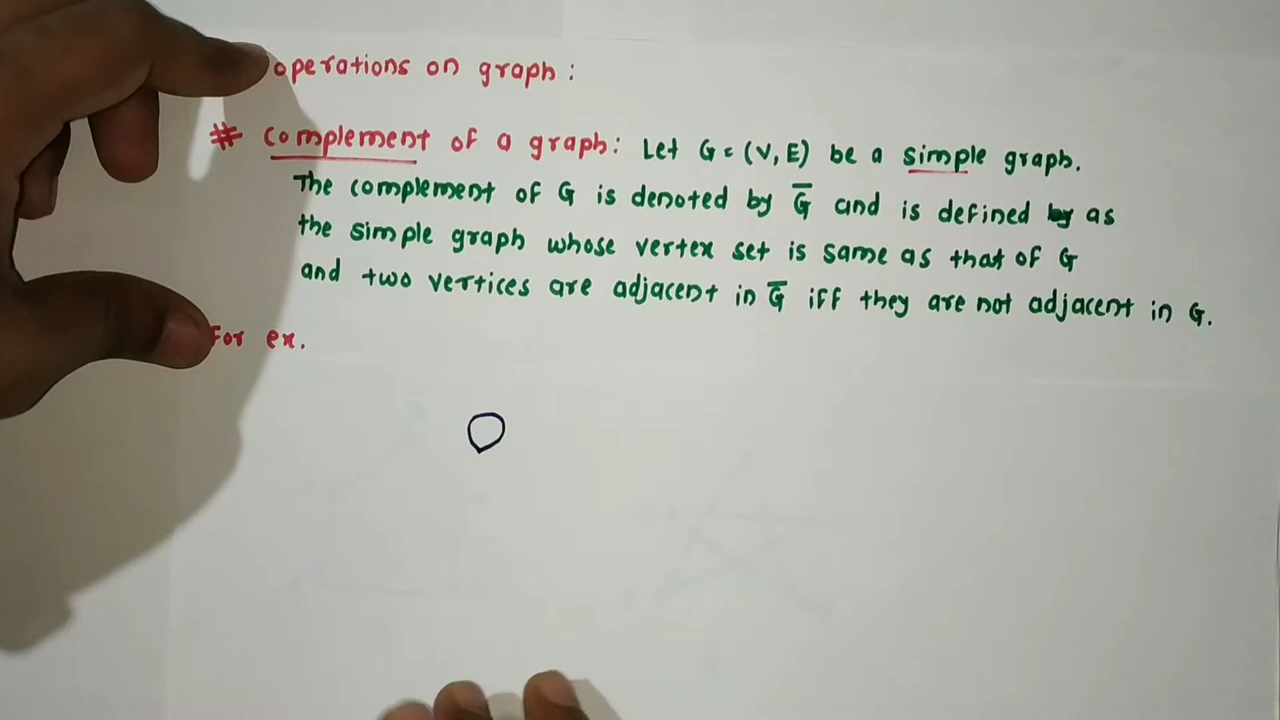 operations on graph :
# complement of a graph: Let G = (V, E) be a simple graph.
The complement of G is denoted by G̅ and is defined as
the simple graph whose vertex set is same as that of G
and two vertices are adjacent in G̅ iff they are not adjacent in G.
For ex.